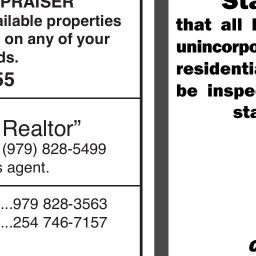 PRAISER
ailable properties
on any of your
ds.
55
Realtor”
(979) 828-5499
s agent.
...979 828-3563
...254 746-7157
Sta
that all
unincorpo
residentia
be inspe
sta